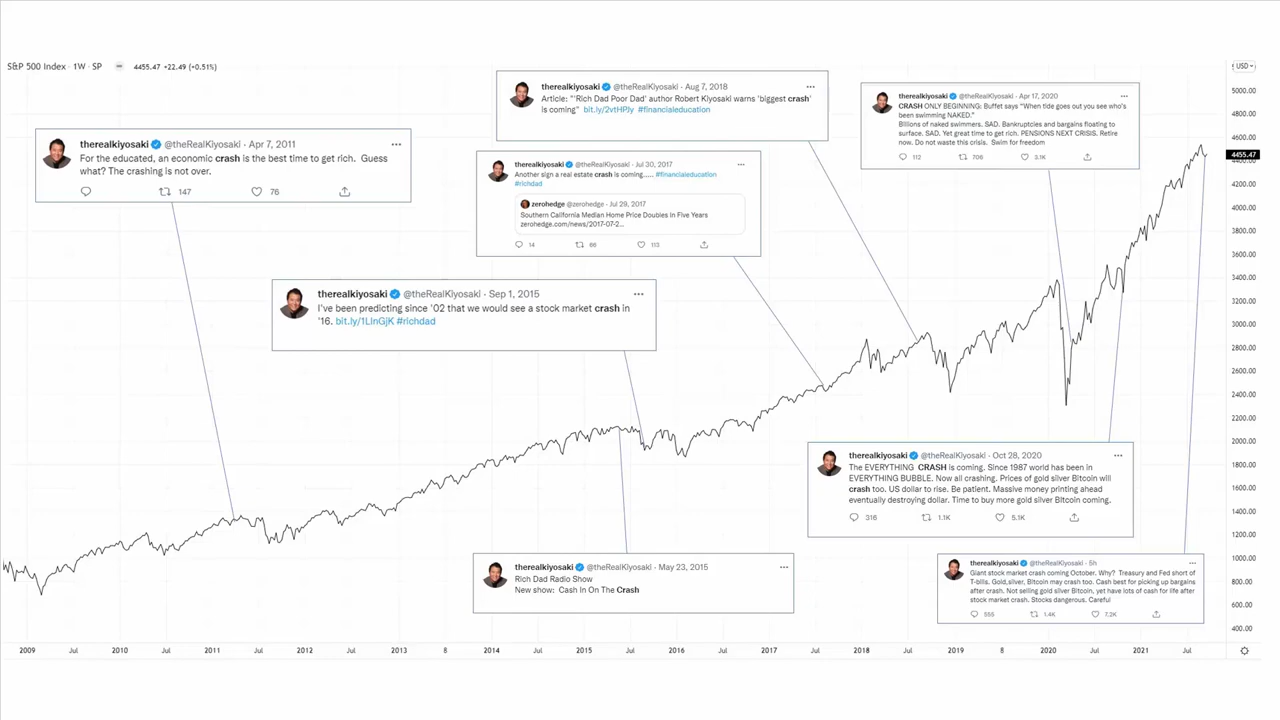 S&P 500 Index · 1W · SP 4455.47 +22.49 (+0.51%)
USD
therealkiyosaki @theRealKiyosaki · Apr 7, 2011
For the educated, an economic crash is the best time to get rich. Guess
what? The crashing is not over.
147 76
therealkiyosaki @theRealKiyosaki · Sep 1, 2015
I've been predicting since '02 that we would see a stock market crash in
'16. bit.ly/1LInGjK #richdad
therealkiyosaki @theRealKiyosaki · Aug 7, 2018
Article: "'Rich Dad Poor Dad' author Robert Kiyosaki warns 'biggest crash'
is coming" bit.ly/2vtHPJy #financialeducation
therealkiyosaki @theRealKiyosaki · Jul 30, 2017
Another sign a real estate crash is coming..... #financialeducation
#richdad
zerohedge @zerohedge · Jul 29, 2017
Southern California Median Home Price Doubles In Five Years
zerohedge.com/news/2017-07-2...
14 66 113
therealkiyosaki @theRealKiyosaki · Apr 17, 2020
CRASH ONLY BEGINNING: Buffet says "When tide goes out you see who's
been swimming NAKED."
Billions of naked swimmers. SAD. Bankruptcies and bargains floating to
surface. SAD. Yet great time to get rich. PENSIONS NEXT CRISIS. Retire
now. Do not waste this crisis. Swim for freedom
112 706 3.1K
therealkiyosaki @theRealKiyosaki · May 23, 2015
Rich Dad Radio Show
New show: Cash In On The Crash
therealkiyosaki @theRealKiyosaki · Oct 28, 2020
The EVERYTHING CRASH is coming. Since 1987 world has been in
EVERYTHING BUBBLE. Now all crashing. Prices of gold silver Bitcoin will
crash too. US dollar to rise. Be patient. Massive money printing ahead
eventually destroying dollar. Time to buy more gold silver Bitcoin coming.
316 1.1K 5.1K
therealkiyosaki @theRealKiyosaki · 5h
Giant stock market crash coming October. Why? Treasury and Fed short of
T-bills. Gold,silver, Bitcoin may crash too. Cash best for picking up bargains
after crash. Not selling gold silver Bitcoin, yet have lots of cash for life after
stock market crash. Stocks dangerous. Careful
555 1.4K 7.2K
5000.00
4800.00
4600.00
4455.47
4400.00
4200.00
4000.00
3800.00
3600.00
3400.00
3200.00
3000.00
2800.00
2600.00
2400.00
2200.00
2000.00
1800.00
1600.00
1400.00
1200.00
1000.00
800.00
600.00
400.00
2009 Jul 2010 Jul 2011 Jul 2012 Jul 2013 8 2014 Jul 2015 Jul 2016 Jul 2017 Jul 2018 Jul 2019 8 2020 Jul 2021 Jul